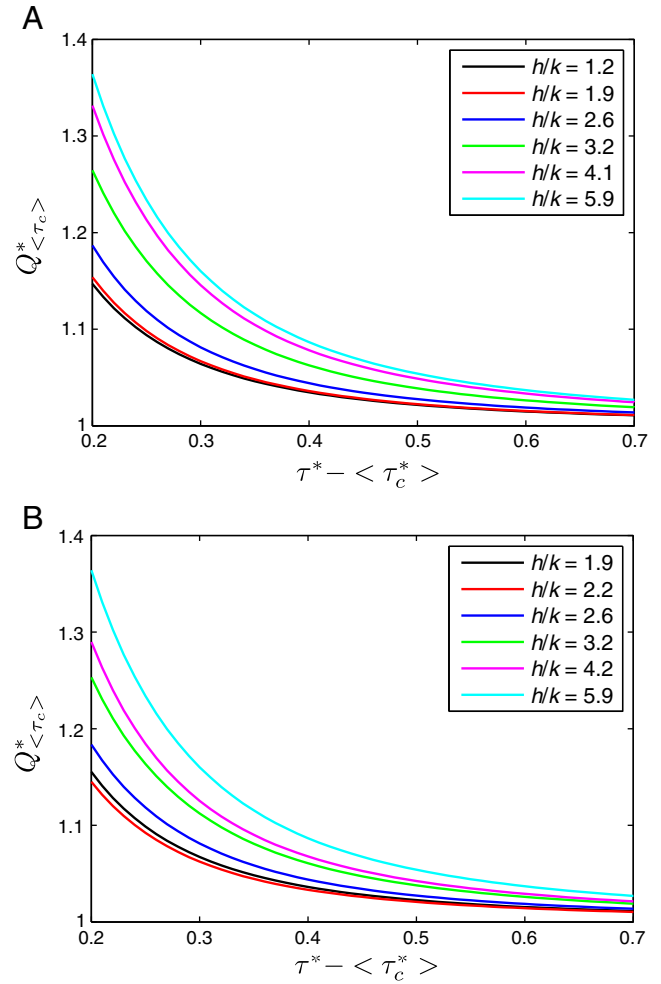 A
1.4
1.3
1.2
1.1
1
Q*<τc>
h/k = 1.2
h/k = 1.9
h/k = 2.6
h/k = 3.2
h/k = 4.1
h/k = 5.9
0.2 0.3 0.4 0.5 0.6 0.7
τ* − < τc* >
B
1.4
1.3
1.2
1.1
1
Q*<τc>
h/k = 1.9
h/k = 2.2
h/k = 2.6
h/k = 3.2
h/k = 4.2
h/k = 5.9
0.2 0.3 0.4 0.5 0.6 0.7
τ* − < τc* >